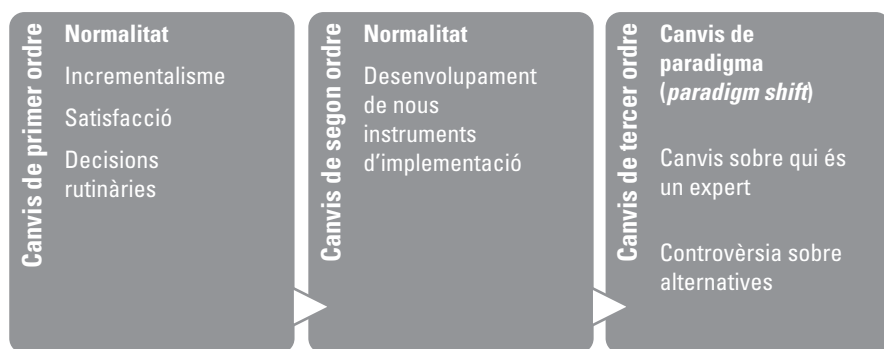 Canvis de primer ordre
Normalitat
Incrementalisme
Satisfacció
Decisions
rutinàries
Canvis de segon ordre
Normalitat
Desenvolupament
de nous
instruments
d’implementació
Canvis de tercer ordre
Canvis de
paradigma
(paradigm shift)
Canvis sobre qui és
un expert
Controvèrsia sobre
alternatives